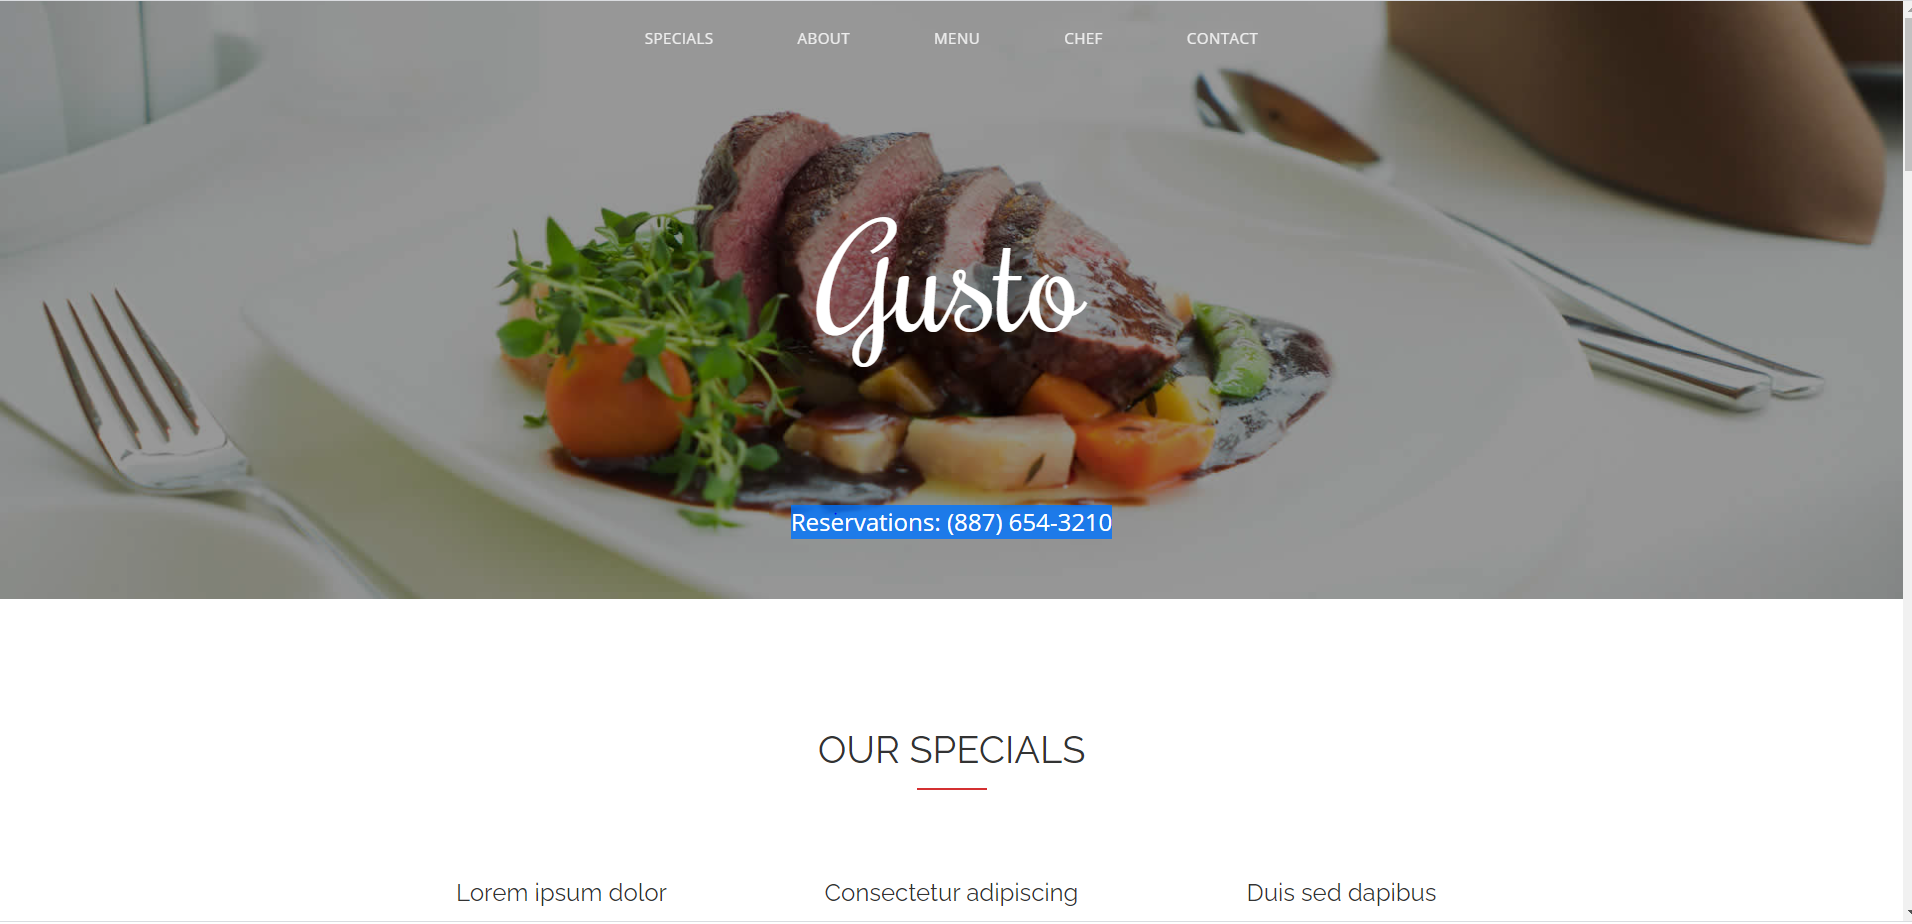 SPECIALS ABOUT MENU CHEF CONTACT
Gusto
Reservations: (887) 654-3210
OUR SPECIALS
Lorem ipsum dolor Consectetur adipiscing Duis sed dapibus